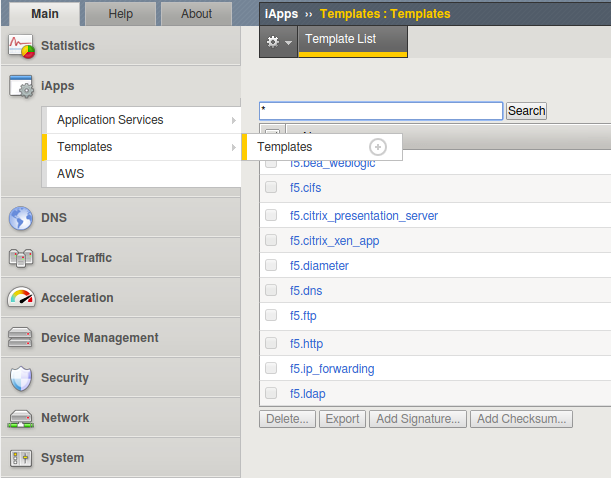 Main Help About
Statistics
iApps
Application Services
Templates
AWS
DNS
Local Traffic
Acceleration
Device Management
Security
Network
System
iApps ›› Templates : Templates
Template List
* Search
Templates
f5.bea_weblogic
f5.cifs
f5.citrix_presentation_server
f5.citrix_xen_app
f5.diameter
f5.dns
f5.ftp
f5.http
f5.ip_forwarding
f5.ldap
Delete... Export Add Signature... Add Checksum...